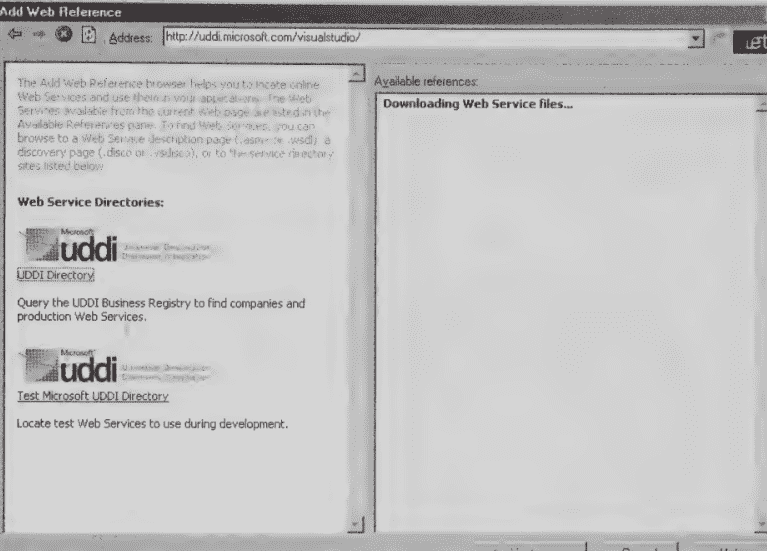 Add Web Reference
Address: http://uddi.microsoft.com/visualstudio/
The Add Web Reference browser helps you to locate online
Web Services and use them in your applications. The Web
Services available from the current Web page are listed in the
Available References pane. To find Web services, you can
browse to a Web Service description page (.asmx or .wsdl), a
discovery page (.disco or .vsdisco), or to the service directory
sites listed below.
Available references:
Downloading Web Service files...
Web Service Directories:
Microsoft
uddi
UDDI Directory
Query the UDDI Business Registry to find companies and
production Web Services.
Microsoft
uddi
Test Microsoft UDDI Directory
Locate test Web Services to use during development.